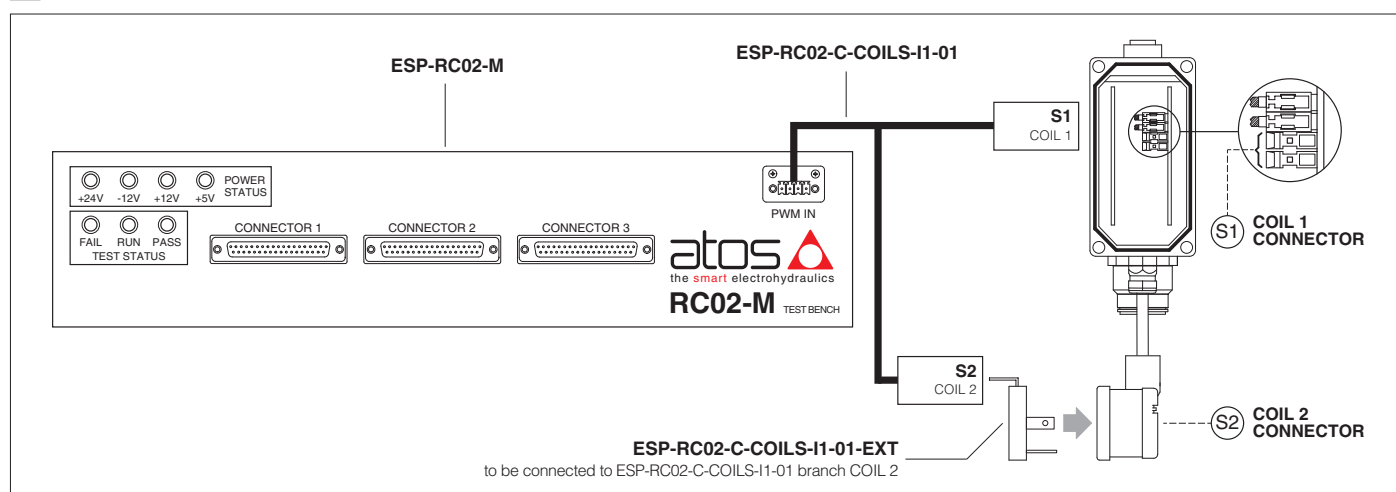 ESP-RC02-M
ESP-RC02-C-COILS-I1-01
S1
COIL 1
+24V -12V +12V +5V
POWER
STATUS
FAIL RUN PASS
TEST STATUS
CONNECTOR 1
CONNECTOR 2
CONNECTOR 3
PWM IN
atos
the smart electrohydraulics
RC02-M TEST BENCH
S1
COIL 1
CONNECTOR
S2
COIL 2
S2
COIL 2
CONNECTOR
ESP-RC02-C-COILS-I1-01-EXT
to be connected to ESP-RC02-C-COILS-I1-01 branch COIL 2